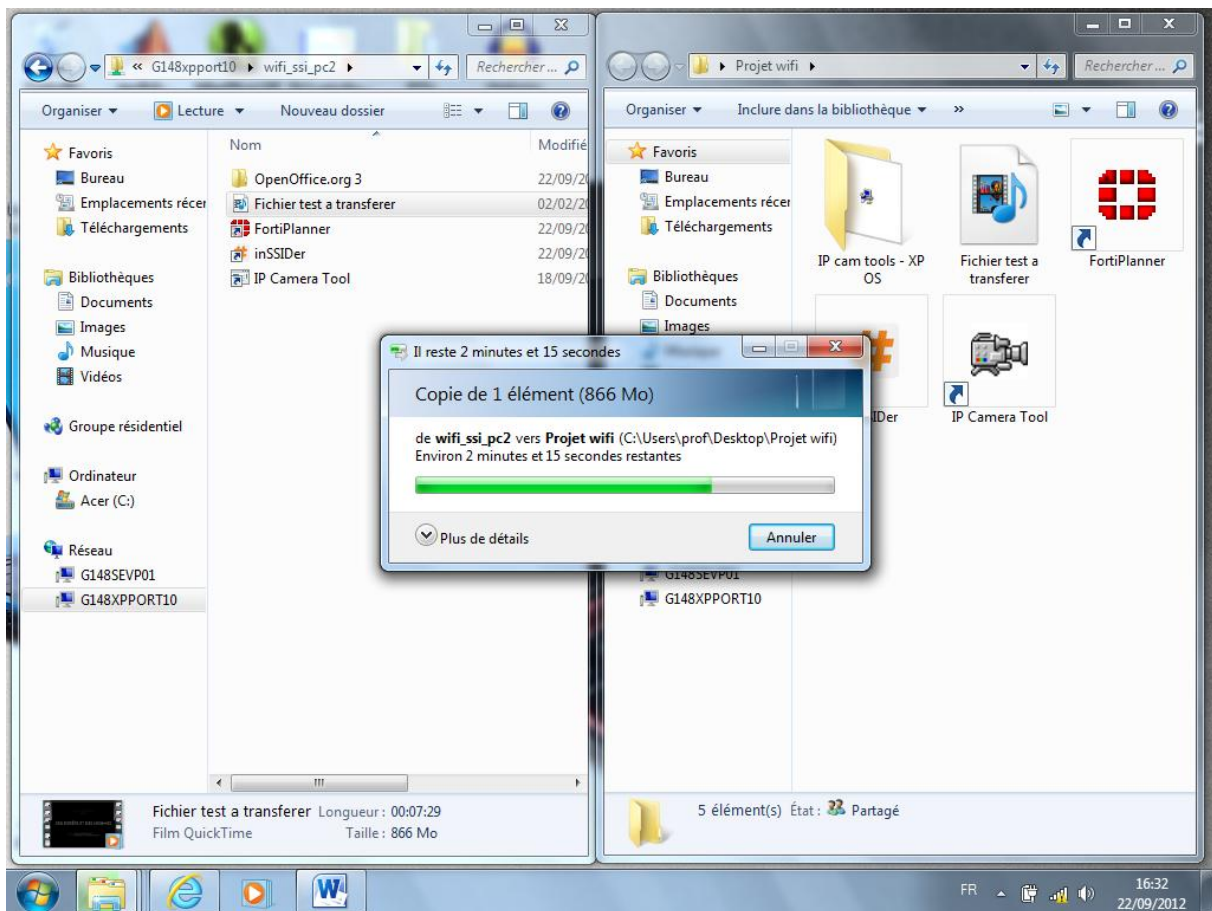 « G148xpport10 ▸ wifi_ssi_pc2 ▸
Rechercher ...
Organiser
Lecture
Nouveau dossier
Favoris
Bureau
Emplacements récer
Téléchargements
Bibliothèques
Documents
Images
Musique
Vidéos
Groupe résidentiel
Ordinateur
Acer (C:)
Réseau
G148SEVP01
G148XPPORT10
Nom Modifié
OpenOffice.org 3 22/09/20
Fichier test a transferer 02/02/20
FortiPlanner 22/09/20
inSSIDer 22/09/20
IP Camera Tool 18/09/20
Fichier test a transferer Longueur : 00:07:29
Film QuickTime Taille : 866 Mo
Projet wifi ▸
Rechercher ...
Organiser
Inclure dans la bibliothèque
»
Favoris
Bureau
Emplacements récer
Téléchargements
Bibliothèques
Documents
Images
G148SEVP01
G148XPPORT10
IP cam tools - XP
OS
Fichier test a
transferer
FortiPlanner
IDer
IP Camera Tool
5 élément(s) État : Partagé
Il reste 2 minutes et 15 secondes
Copie de 1 élément (866 Mo)
de wifi_ssi_pc2 vers Projet wifi (C:\Users\prof\Desktop\Projet wifi)
Environ 2 minutes et 15 secondes restantes
Plus de détails
Annuler
FR
16:32
22/09/2012